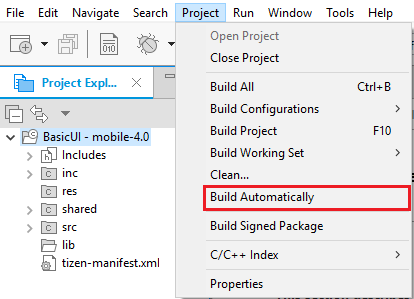 File Edit Navigate Search Project Run Window Tools Help
Project Explo...
BasicUI - mobile-4.0
Includes
inc
res
shared
src
lib
tizen-manifest.xml
Open Project
Close Project
Build All Ctrl+B
Build Configurations
Build Project F10
Build Working Set
Clean...
Build Automatically
Build Signed Package
C/C++ Index
Properties